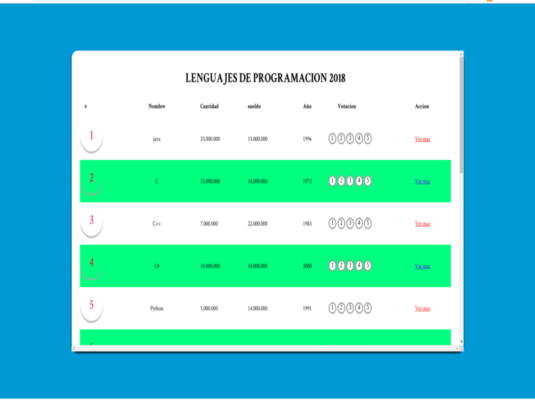 LENGUAJES DE PROGRAMACION 2018
# Nombre Cantidad sueldo Año Votacion Accion
1 java 25.000.000 15.000.000 1996 1 2 3 4 5 Ver mas
2 C 15.000.000 10.000.000 1972 1 2 3 4 5 Ver mas
3 C++ 7.000.000 22.000.000 1983 1 2 3 4 5 Ver mas
4 C# 10.000.000 18.000.000 2000 1 2 3 4 5 Ver mas
5 Python 5.000.000 14.000.000 1991 1 2 3 4 5 Ver mas